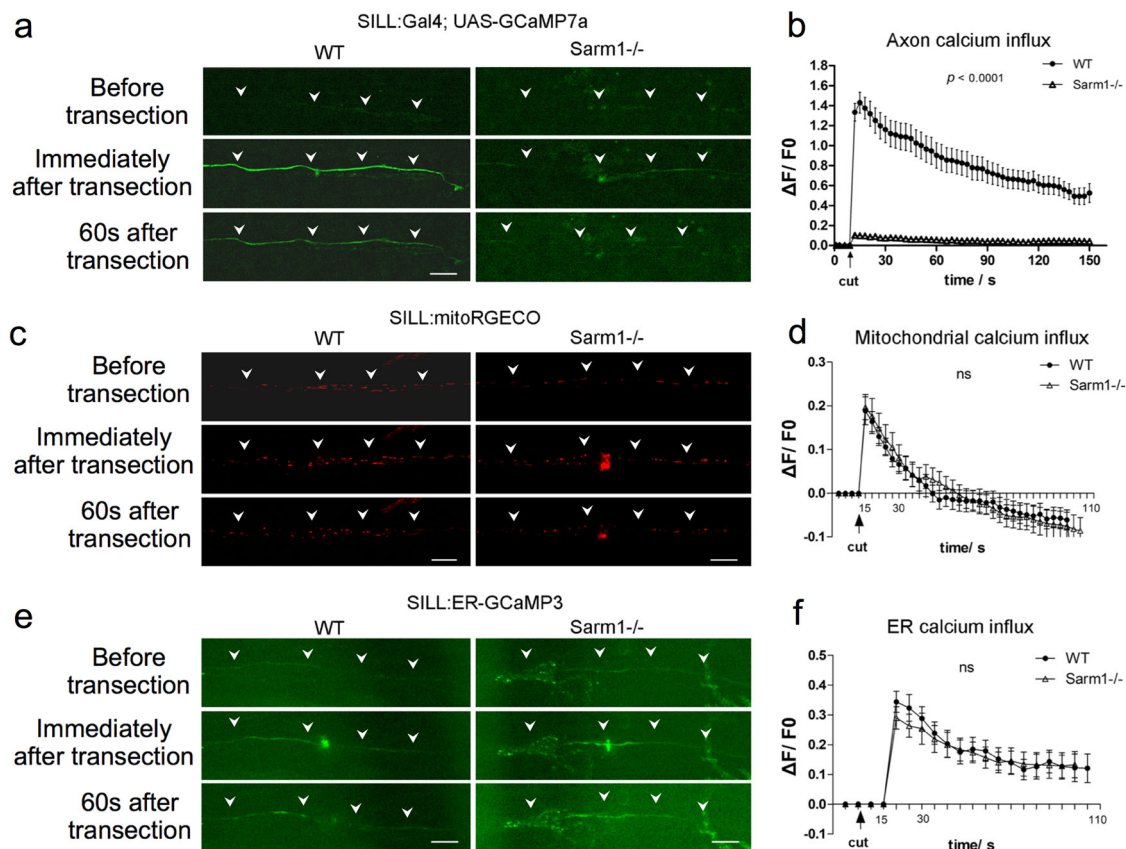 a
SILL:Gal4; UAS-GCaMP7a
WT
Sarm1-/-
Before
transection
Immediately
after transection
60s after
transection
b
Axon calcium influx
WT
Sarm1-/-
p < 0.0001
ΔF/ F0
2.0
1.8
1.6
1.4
1.2
1.0
0.8
0.6
0.4
0.2
0.0
0
30
60
90
120
150
cut
time / s
c
SILL:mitoRGECO
WT
Sarm1-/-
Before
transection
Immediately
after transection
60s after
transection
d
Mitochondrial calcium influx
ns
WT
Sarm1-/-
ΔF/ F0
0.3
0.2
0.1
0.0
-0.1
15
30
110
cut
time/ s
e
SILL:ER-GCaMP3
WT
Sarm1-/-
Before
transection
Immediately
after transection
60s after
transection
f
ER calcium influx
ns
WT
Sarm1-/-
ΔF/ F0
0.5
0.4
0.3
0.2
0.1
0.0
-0.1
15
30
110
cut
time/ s